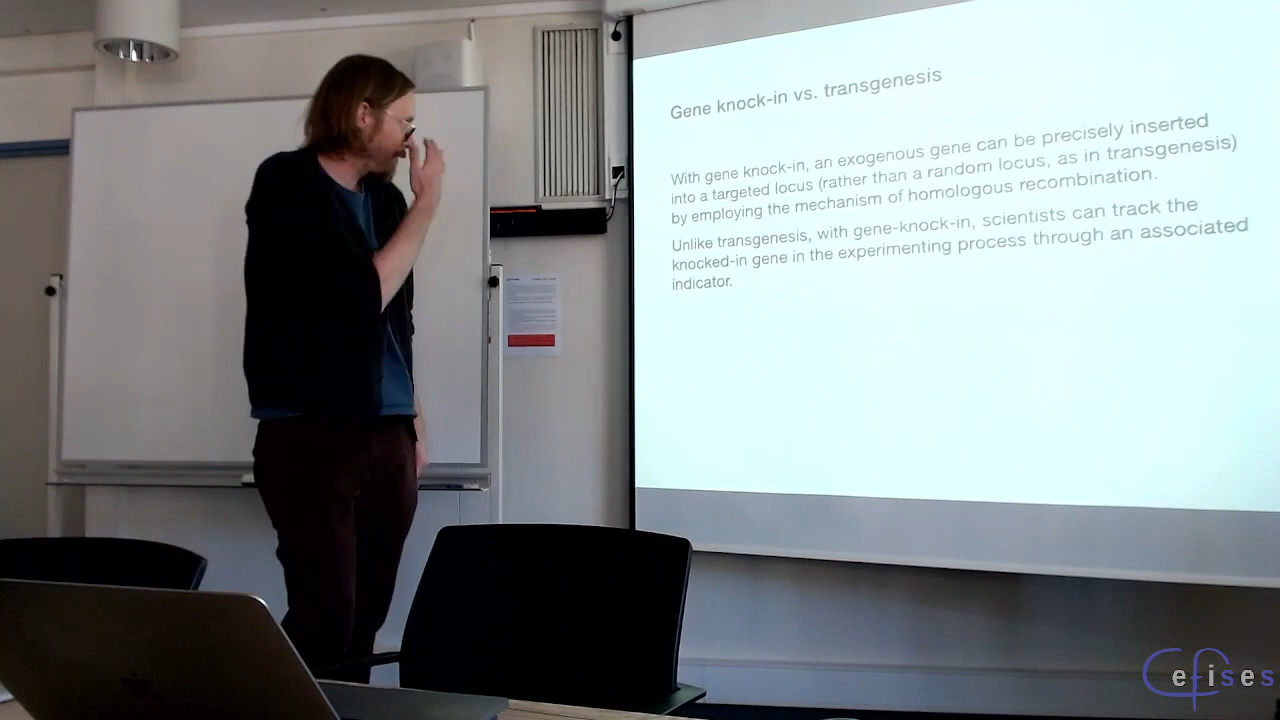 Gene knock-in vs. transgenesis
With gene knock-in, an exogenous gene can be precisely inserted
into a targeted locus (rather than a random locus, as in transgenesis)
by employing the mechanism of homologous recombination.
Unlike transgenesis, with gene-knock-in, scientists can track the
knocked-in gene in the experimenting process through an associated
indicator.
Cefises